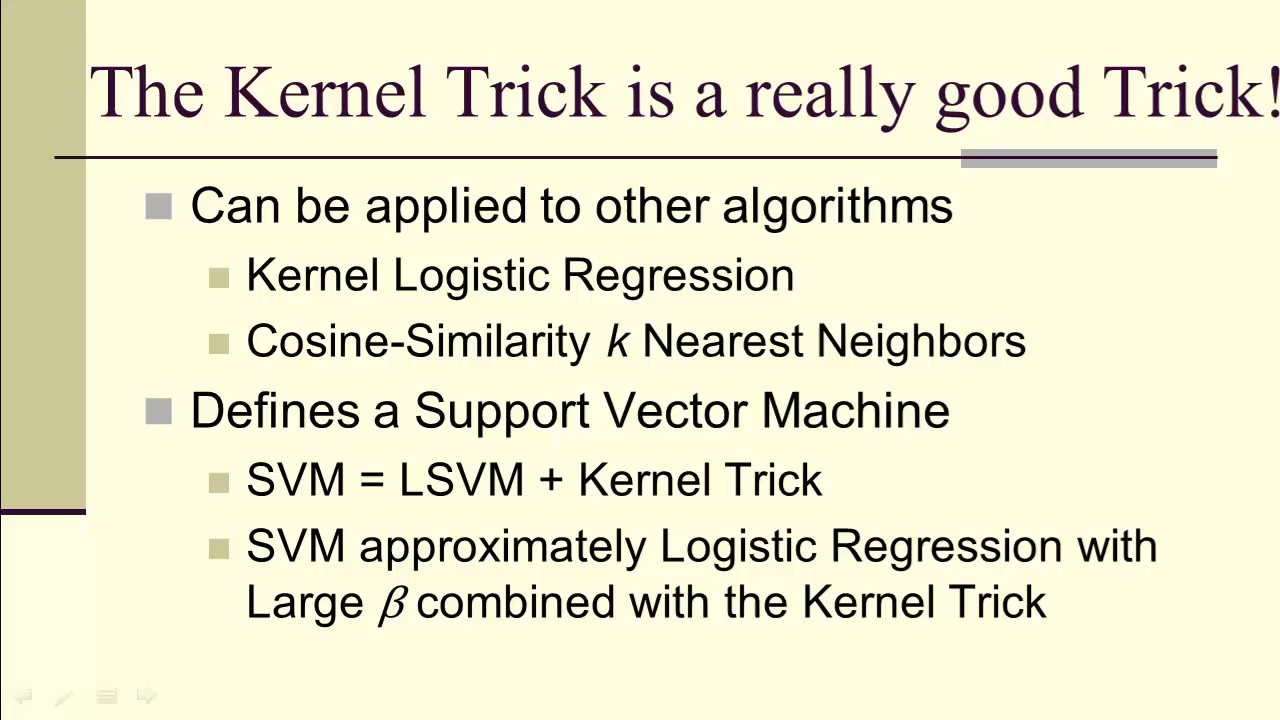 The Kernel Trick is a really good Trick!
Can be applied to other algorithms
Kernel Logistic Regression
Cosine-Similarity k Nearest Neighbors
Defines a Support Vector Machine
SVM = LSVM + Kernel Trick
SVM approximately Logistic Regression with
Large β combined with the Kernel Trick